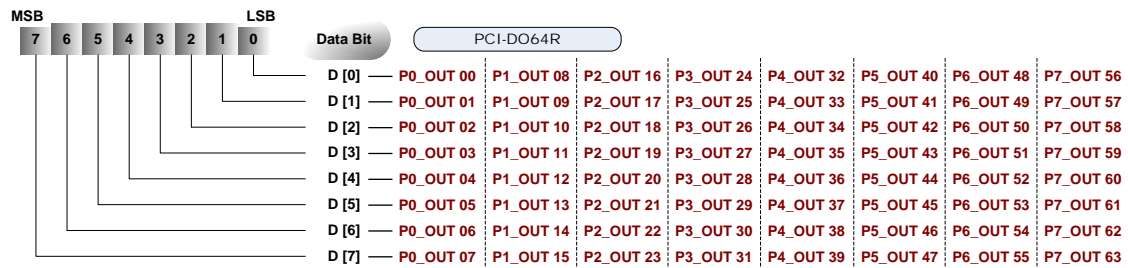 MSB LSB
7 6 5 4 3 2 1 0 Data Bit PCI-DO64R
D [0] P0_OUT 00 P1_OUT 08 P2_OUT 16 P3_OUT 24 P4_OUT 32 P5_OUT 40 P6_OUT 48 P7_OUT 56
D [1] P0_OUT 01 P1_OUT 09 P2_OUT 17 P3_OUT 25 P4_OUT 33 P5_OUT 41 P6_OUT 49 P7_OUT 57
D [2] P0_OUT 02 P1_OUT 10 P2_OUT 18 P3_OUT 26 P4_OUT 34 P5_OUT 42 P6_OUT 50 P7_OUT 58
D [3] P0_OUT 03 P1_OUT 11 P2_OUT 19 P3_OUT 27 P4_OUT 35 P5_OUT 43 P6_OUT 51 P7_OUT 59
D [4] P0_OUT 04 P1_OUT 12 P2_OUT 20 P3_OUT 28 P4_OUT 36 P5_OUT 44 P6_OUT 52 P7_OUT 60
D [5] P0_OUT 05 P1_OUT 13 P2_OUT 21 P3_OUT 29 P4_OUT 37 P5_OUT 45 P6_OUT 53 P7_OUT 61
D [6] P0_OUT 06 P1_OUT 14 P2_OUT 22 P3_OUT 30 P4_OUT 38 P5_OUT 46 P6_OUT 54 P7_OUT 62
D [7] P0_OUT 07 P1_OUT 15 P2_OUT 23 P3_OUT 31 P4_OUT 39 P5_OUT 47 P6_OUT 55 P7_OUT 63